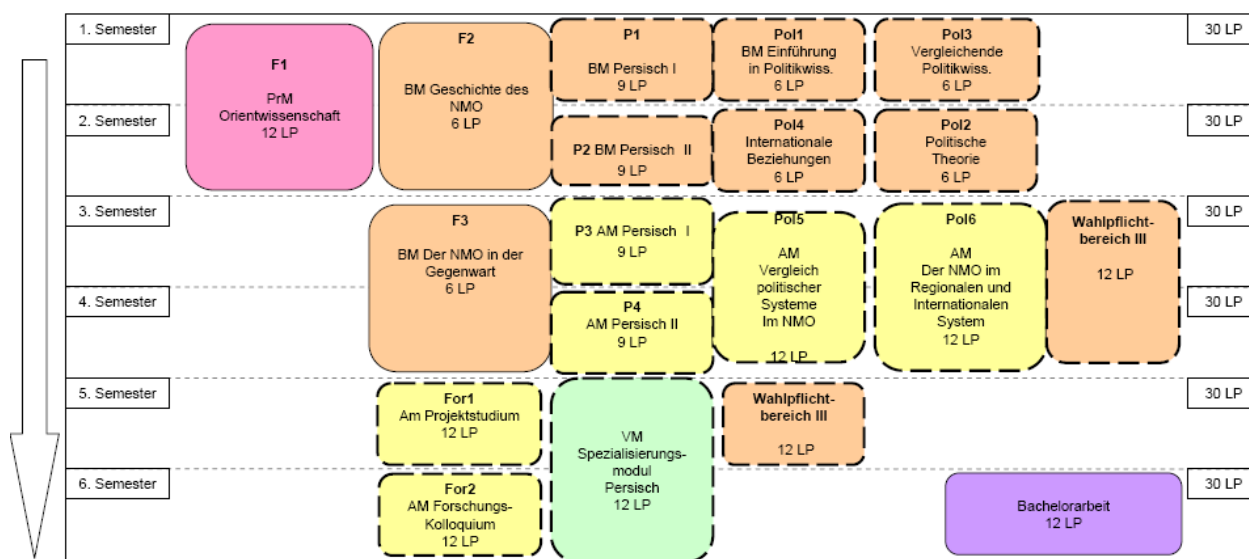 1. Semester
F1
PrM
Orientwissenschaft
12 LP
F2
BM Geschichte des
NMO
6 LP
P1
BM Persisch I
9 LP
Pol1
BM Einführung
in Politikwiss.
6 LP
Pol3
Vergleichende
Politikwiss.
6 LP
30 LP
2. Semester
P2 BM Persisch II
9 LP
Pol4
Internationale
Beziehungen
6 LP
Pol2
Politische
Theorie
6 LP
30 LP
3. Semester
F3
BM Der NMO in der
Gegenwart
6 LP
P3 AM Persisch I
9 LP
Pol5
AM
Vergleich
politischer
Systeme
Im NMO
12 LP
Pol6
AM
Der NMO im
Regionalen und
Internationalen
System
12 LP
Wahlpflicht-
bereich III
12 LP
30 LP
4. Semester
P4
AM Persisch II
9 LP
30 LP
5. Semester
For1
Am Projektstudium
12 LP
VM
Spezialisierungs-
modul
Persisch
12 LP
Wahlpflicht-
bereich III
12 LP
30 LP
6. Semester
For2
AM Forschungs-
Kolloquium
12 LP
Bachelorarbeit
12 LP
30 LP